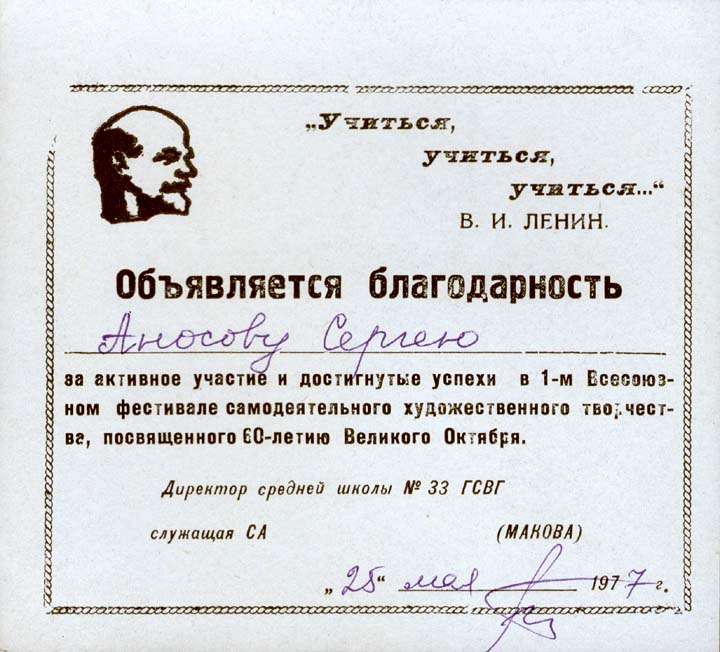 „Учиться,
учиться,
учиться...“
В. И. ЛЕНИН.
Объявляется благодарность
Аносову Сергею
за активное участие и достигнутые успехи в 1-м Всесоюз-
ном фестивале самодеятельного художественного творчест-
ва, посвященного 60-летию Великого Октября.
Директор средней школы № 33 ГСВГ
служащая СА (МАКОВА)
„25“ мая 1977 г.